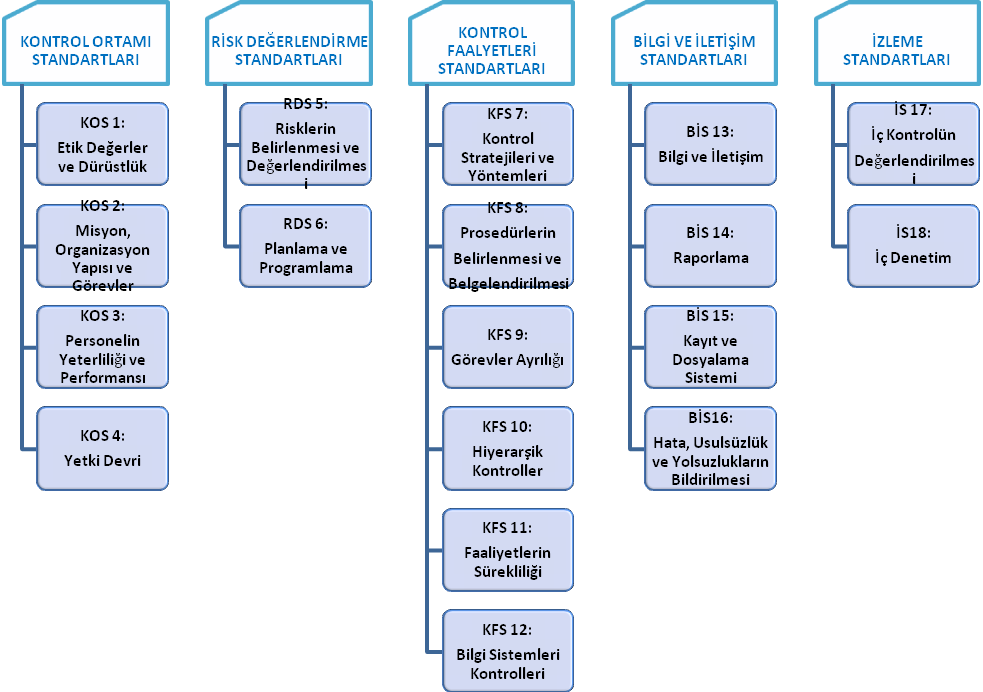 KONTROL ORTAMI
STANDARTLARI
KOS 1:
Etik Değerler
ve Dürüstlük
KOS 2:
Misyon,
Organizasyon
Yapısı ve
Görevler
KOS 3:
Personelin
Yeterliliği ve
Performansı
KOS 4:
Yetki Devri
RİSK DEĞERLENDİRME
STANDARTLARI
RDS 5:
Risklerin
Belirlenmesi ve
Değerlendirilmes
i
RDS 6:
Planlama ve
Programlama
KONTROL
FAALYETLERİ
STANDARTLARI
KFS 7:
Kontrol
Stratejileri ve
Yöntemleri
KFS 8:
Prosedürlerin
Belirlenmesi ve
Belgelendirilmesi
KFS 9:
Görevler Ayrılığı
KFS 10:
Hiyerarşik
Kontroller
KFS 11:
Faaliyetlerin
Sürekliliği
KFS 12:
Bilgi Sistemleri
Kontrolleri
BİLGİ VE İLETİŞİM
STANDARTLARI
BİS 13:
Bilgi ve İletişim
BİS 14:
Raporlama
BİS 15:
Kayıt ve
Dosyalama
Sistemi
BİS16:
Hata, Usulsüzlük
ve Yolsuzlukların
Bildirilmesi
İZLEME
STANDARTLARI
İS 17:
İç Kontrolün
Değerlendirilmes
i
İS18:
İç Denetim